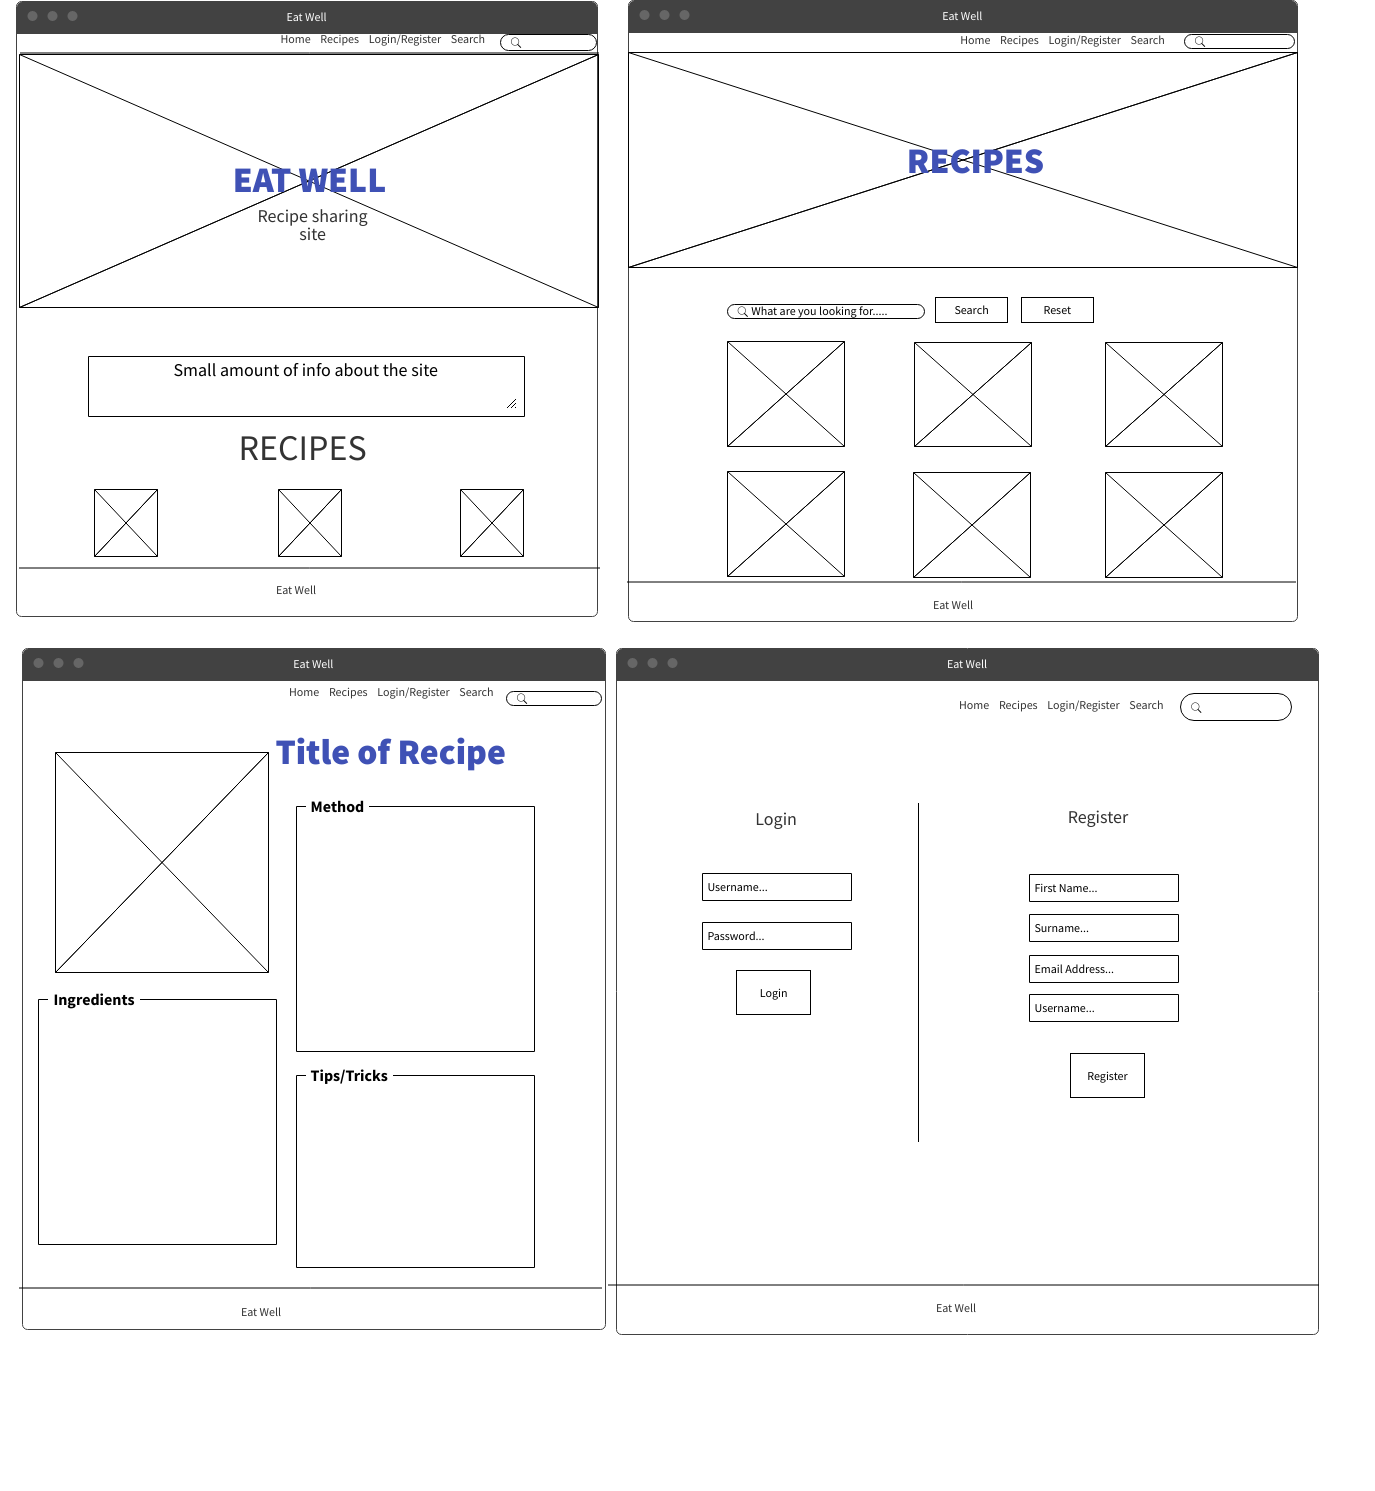 Eat Well
Home Recipes Login/Register Search
EAT WELL
Recipe sharing
site
Small amount of info about the site
RECIPES
Eat Well
Eat Well
Home Recipes Login/Register Search
RECIPES
What are you looking for.....
Search
Reset
Eat Well
Eat Well
Home Recipes Login/Register Search
Title of Recipe
Method
Ingredients
Tips/Tricks
Eat Well
Eat Well
Home Recipes Login/Register Search
Login
Username...
Password...
Login
Register
First Name...
Surname...
Email Address...
Username...
Register
Eat Well